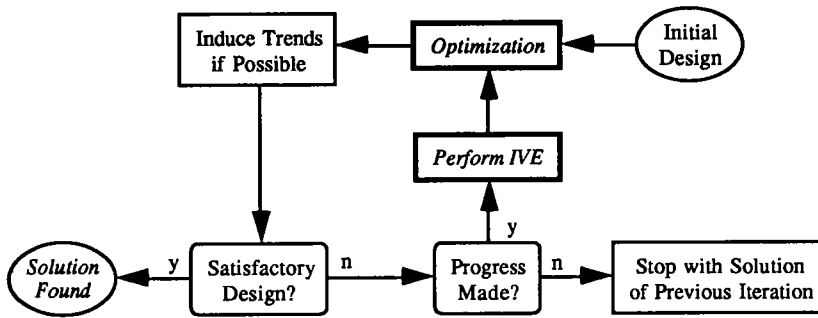 Induce Trends
if Possible
Optimization
Initial
Design
Perform IVE
y
Solution
Found
y
Satisfactory
Design?
n
Progress
Made?
n
Stop with Solution
of Previous Iteration